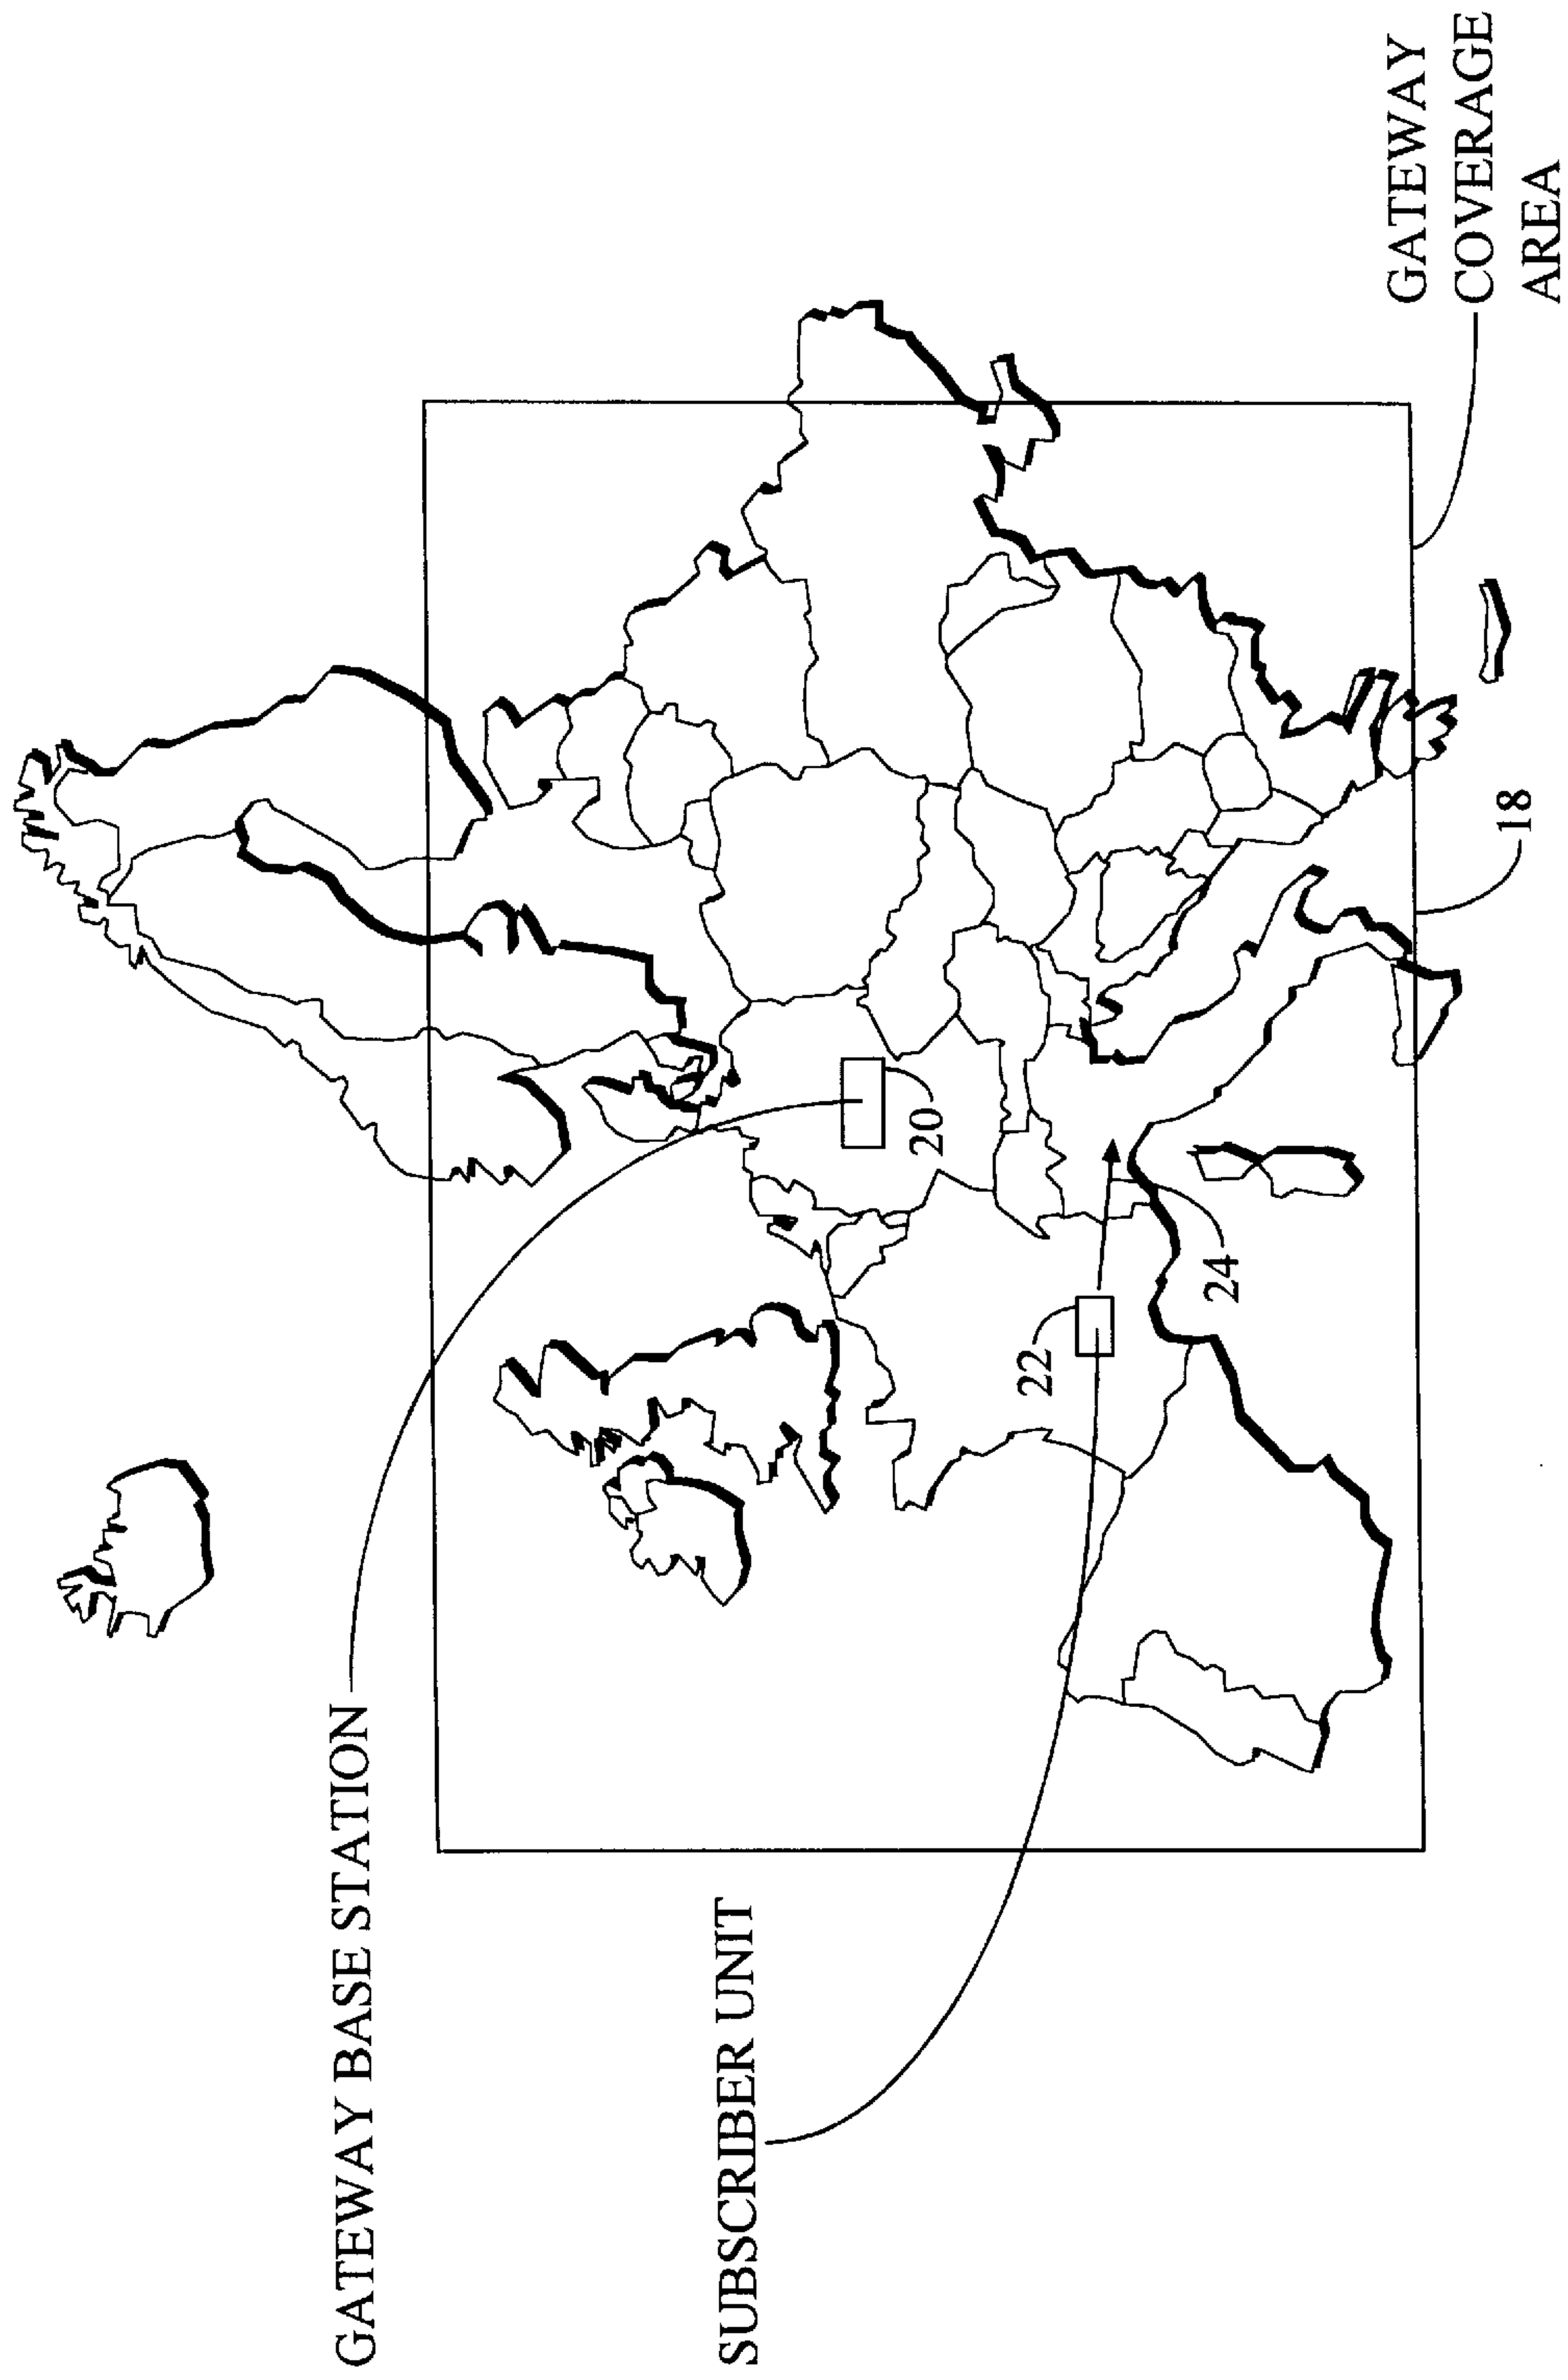 GATEWAY BASE STATION
SUBSCRIBER UNIT
20
22
24
18
GATEWAY
COVERAGE
AREA